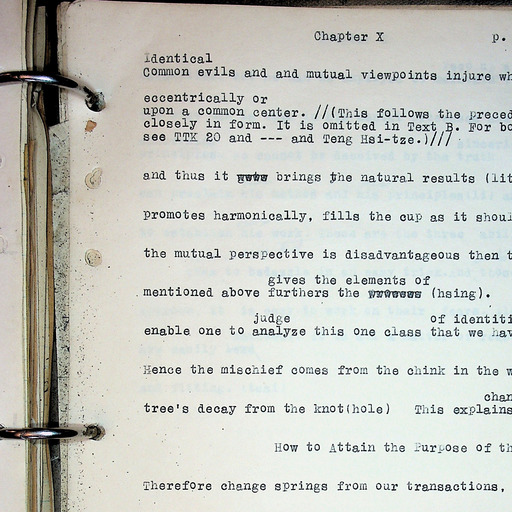 Chapter X p.
Identical
Common evils and and mutual viewpoints injure wh
eccentrically or
upon a common center. //(This follows the preced
closely in form. It is omitted in Text B. For bo
see TTK 20 and --- and Teng Hsi-tze.)///
and thus it brings the natural results (lit
promotes harmonically, fills the cup as it shoul
the mutual perspective is disadvantageous then t
gives the elements of
mentioned above furthers the (hsing).
judge of identiti
enable one to analyze this one class that we hav
Hence the mischief comes from the chink in the w
chan
tree's decay from the knot(hole) This explains
How to Attain the Purpose of th
Therefore change springs from our transactions,